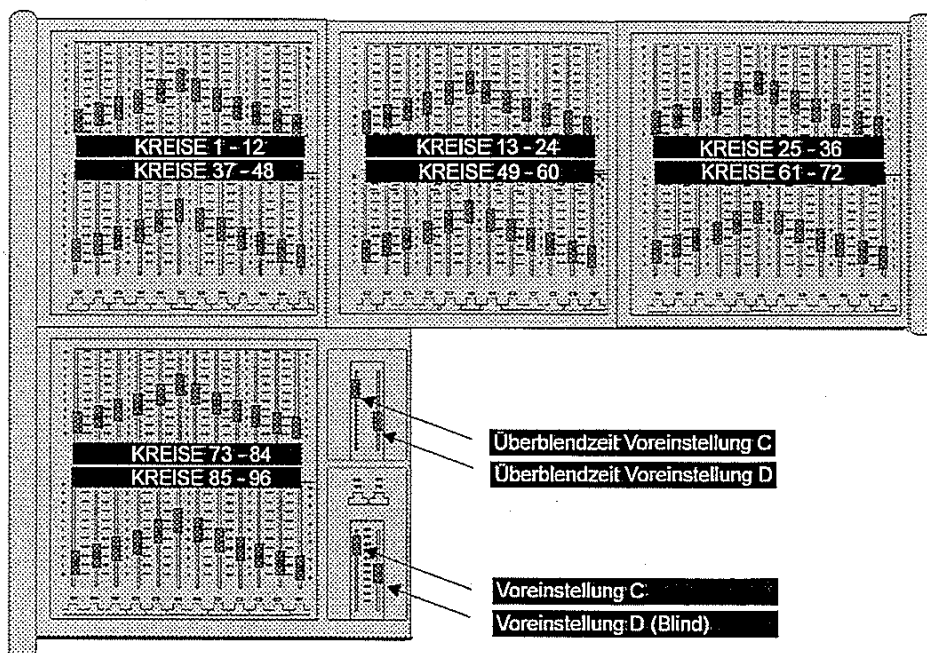 KREISE 1 - 12
KREISE 37 - 48
KREISE 13 - 24
KREISE 49 - 60
KREISE 25 - 36
KREISE 61 - 72
KREISE 73 - 84
KREISE 85 - 96
Überblendzeit Voreinstellung C
Überblendzeit Voreinstellung D
Voreinstellung C
Voreinstellung D (Blind)